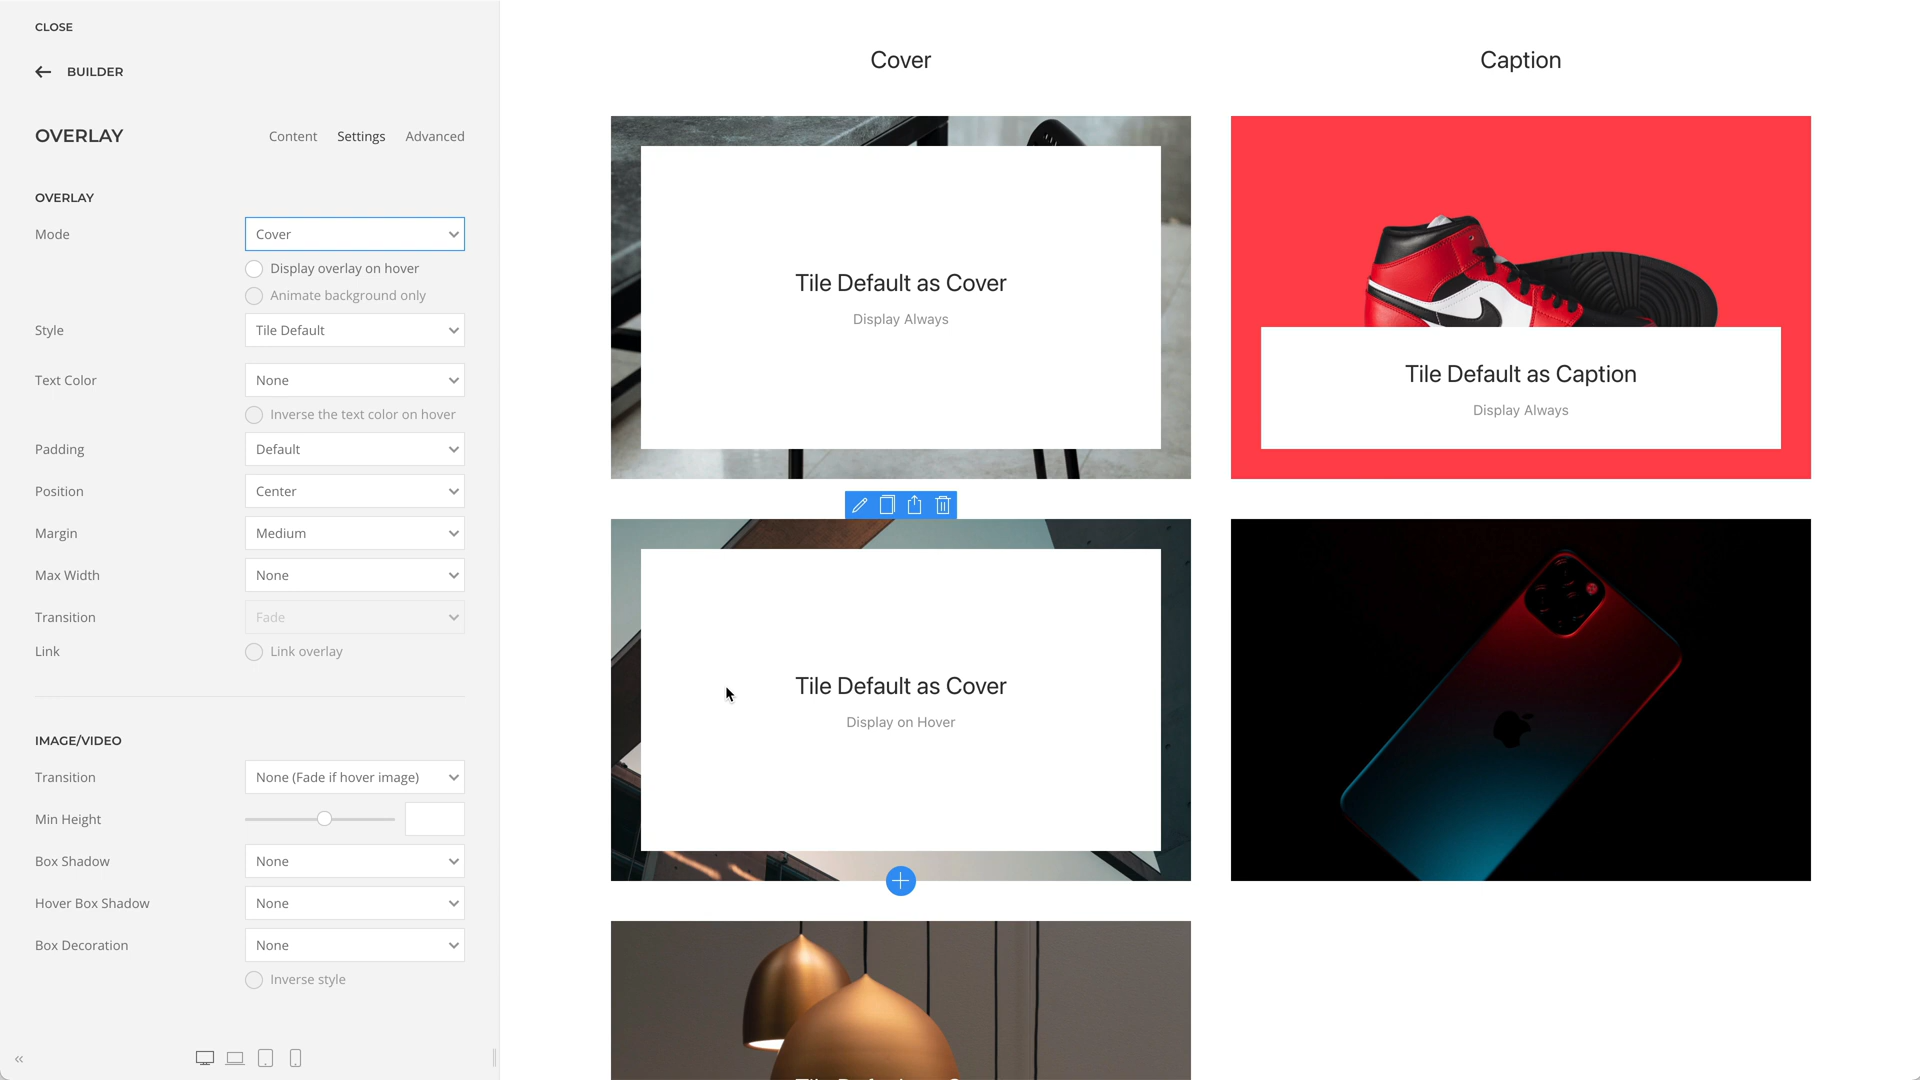 CLOSE
BUILDER
OVERLAY
Content Settings Advanced
OVERLAY
Mode Cover
Display overlay on hover
Animate background only
Style Tile Default
Text Color None
Inverse the text color on hover
Padding Default
Position Center
Margin Medium
Max Width None
Transition Fade
Link Link overlay
IMAGE/VIDEO
Transition None (Fade if hover image)
Min Height
Box Shadow None
Hover Box Shadow None
Box Decoration None
Inverse style
Cover
Caption
Tile Default as Cover
Display Always
Tile Default as Caption
Display Always
Tile Default as Cover
Display on Hover